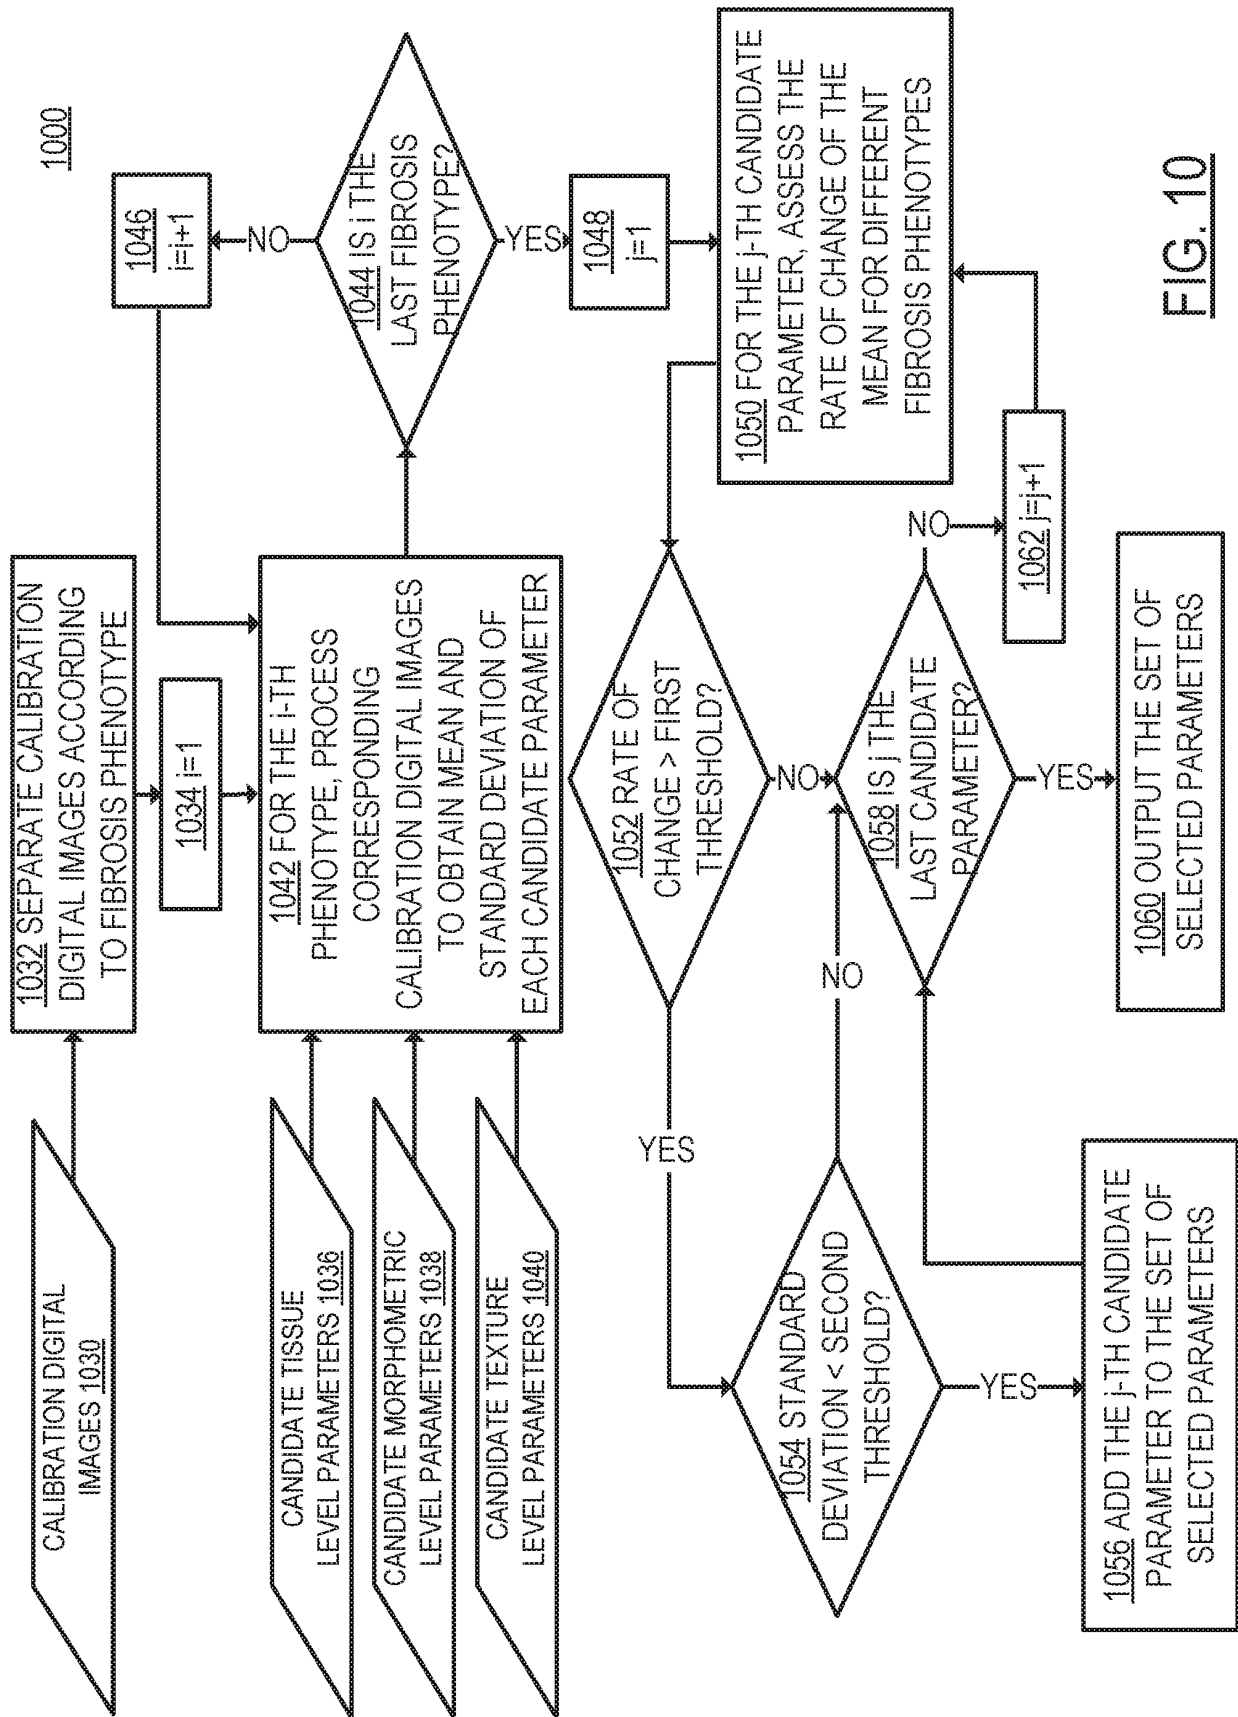 1000
CALIBRATION DIGITAL
IMAGES 1030
1032 SEPARATE CALIBRATION
DIGITAL IMAGES ACCORDING
TO FIBROSIS PHENOTYPE
1034 i=1
CANDIDATE TISSUE
LEVEL PARAMETERS 1036
CANDIDATE MORPHOMETRIC
LEVEL PARAMETERS 1038
CANDIDATE TEXTURE
LEVEL PARAMETERS 1040
1042 FOR THE i-TH
PHENOTYPE, PROCESS
CORRESPONDING
CALIBRATION DIGITAL IMAGES
TO OBTAIN MEAN AND
STANDARD DEVIATION OF
EACH CANDIDATE PARAMETER
1044 IS i THE
LAST FIBROSIS
PHENOTYPE?
NO
1046
i=i+1
YES
1048
j=1
1050 FOR THE j-TH CANDIDATE
PARAMETER, ASSESS THE
RATE OF CHANGE OF THE
MEAN FOR DIFFERENT
FIBROSIS PHENOTYPES
1052 RATE OF
CHANGE > FIRST
THRESHOLD?
YES
NO
1054 STANDARD
DEVIATION < SECOND
THRESHOLD?
NO
YES
1056 ADD THE j-TH CANDIDATE
PARAMETER TO THE SET OF
SELECTED PARAMETERS
1058 IS j THE
LAST CANDIDATE
PARAMETER?
NO
1062 j=j+1
YES
1060 OUTPUT THE SET OF
SELECTED PARAMETERS
FIG. 10